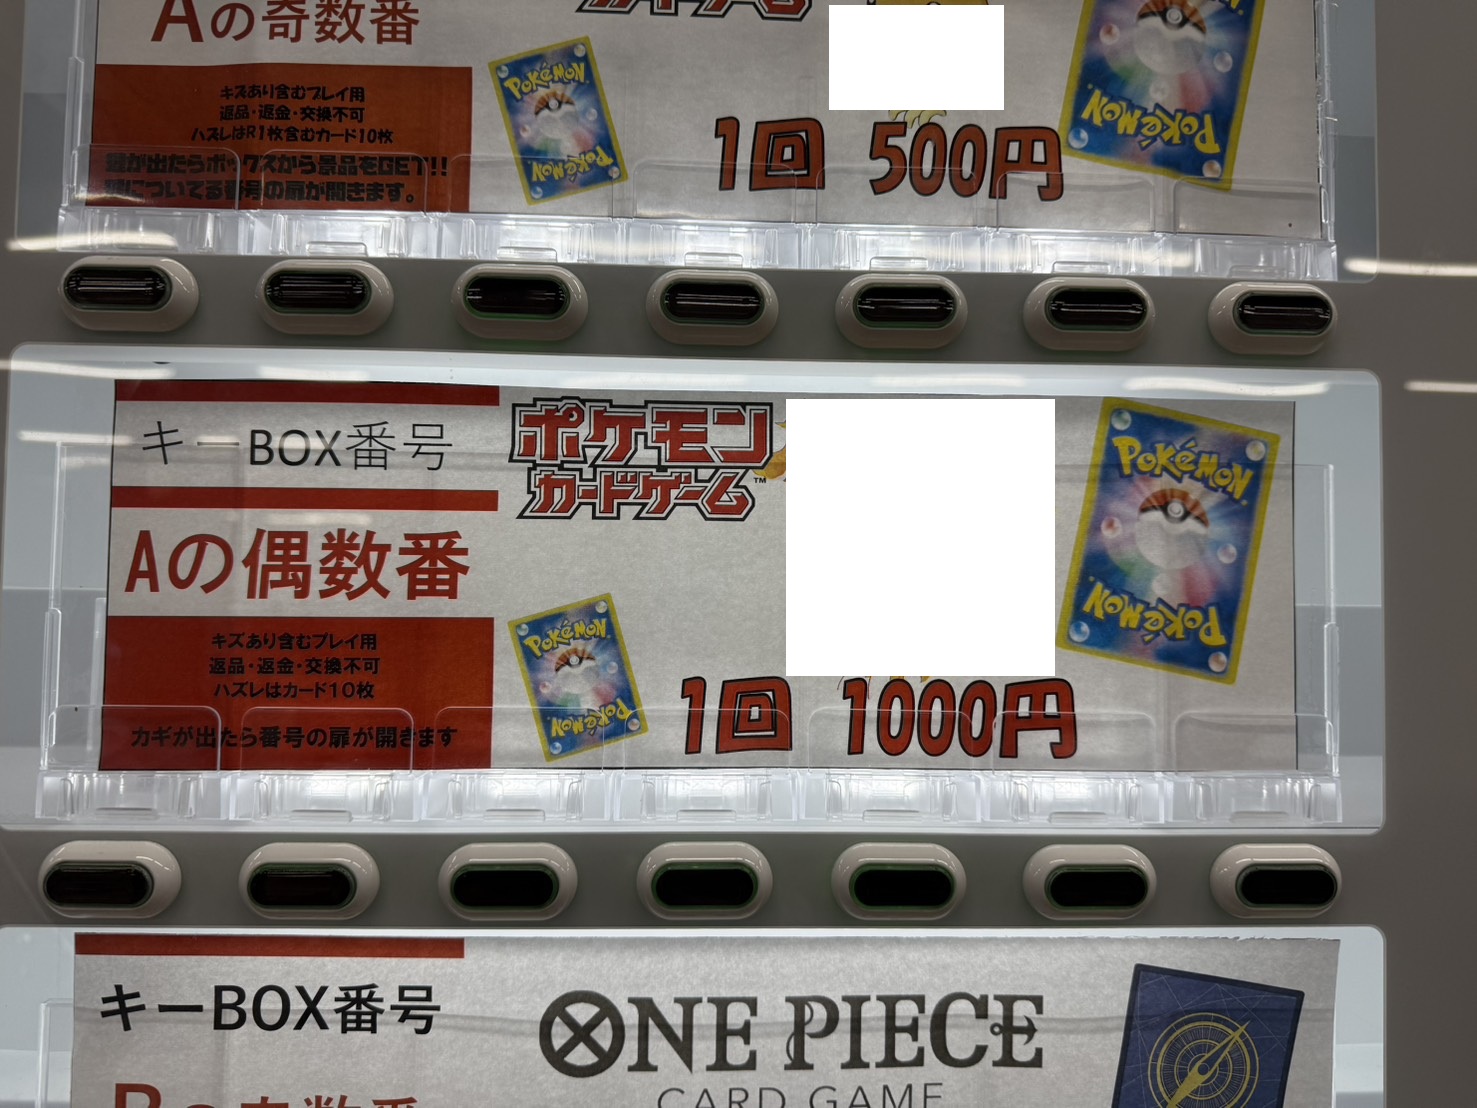 Aの奇数番
キズあり含むプレイ用
返品・返金・交換不可
ハズレはR1枚含むカード10枚
鍵が出たらボックスから景品をGET!!
鍵についてる番号の扉が開きます。
Pokémon
Pokémon
1回 500円
Pokémon
キーBOX番号
Aの偶数番
キズあり含むプレイ用
返品・返金・交換不可
ハズレはカード10枚
カギが出たら番号の扉が開きます
ポケモン
カードゲーム™
Pokémon
Pokémon
1回 1000円
Pokémon
Pokémon
キーBOX番号
ONE PIECE
CARD GAME